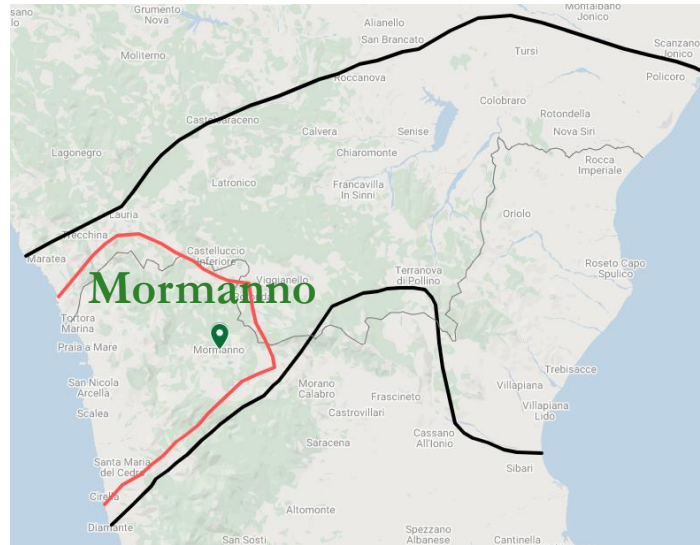 sano
Grumento
Nova
Montalbano
Jonico
Alianello
San Brancato
Moliterno
Tursi
Scanzano
Jonico
Policoro
Roccanova
Colobraro
Castelsaraceno
Rotondella
Calvera
Senise
Nova Siri
Chiaromonte
Lagonegro
Rocca
Imperiale
Latronico
Francavilla
In Sinni
Lauria
Oriolo
Trecchina
Castelluccio
Inferiore
Maratea
Viggianello
Terranova
di Pollino
Roseto Capo
Spulico
Mormanno
Tortora
Marina
Praia a Mare
Mormanno
Trebisacce
San Nicola
Arcella
Morano
Calabro
Villapiana
Frascineto
Scalea
Castrovillari
Villapiana
Lido
Cassano
All'Ionio
Saracena
Santa Maria
del Cedro
Sibari
Cirella
Altomonte
Diamante
Spezzano
Albanese
San Sosti
Cantinella